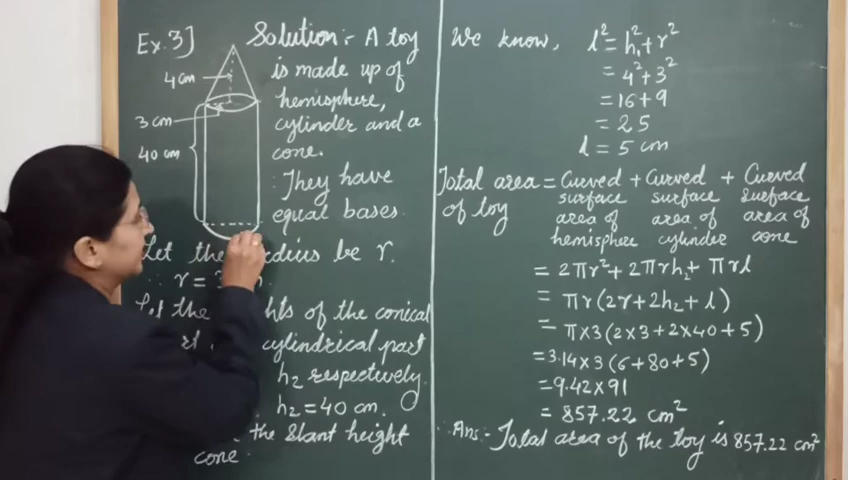 Ex. 3]
Solution:- A toy
is made up of
hemisphere,
cylinder and a
cone.
∴ They have
equal bases.
4 cm
3 cm
40 cm
Let the radius be r.
∴ r = 3
Let the hts of the conical
cylindrical part
h₂ respectively.
h₂ = 40 cm.
the slant height
cone.
We know, l² = h₁² + r²
= 4² + 3²
= 16 + 9
= 25
l = 5 cm
Total area of toy = Curved surface area of hemisphere + Curved surface area of cylinder + Curved surface area of cone
= 2πr² + 2πrh₂ + πrl
= πr(2r + 2h₂ + l)
= π×3(2×3 + 2×40 + 5)
= 3.14×3(6 + 80 + 5)
= 9.42×91
= 857.22 cm²
∴ Ans:- Total area of the toy is 857.22 cm²